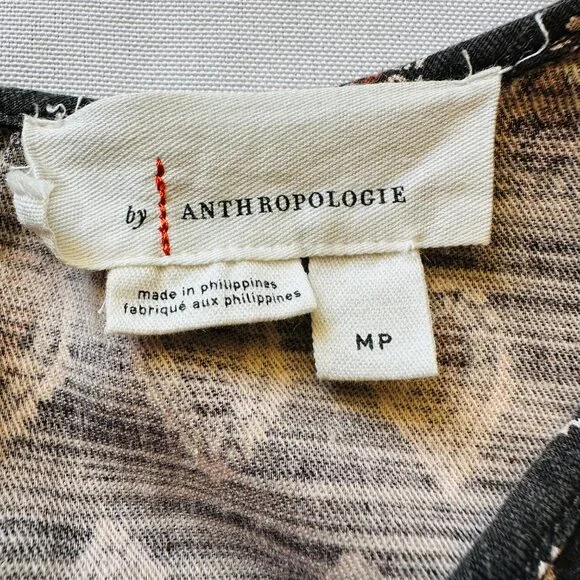 by ANTHROPOLOGIE
made in philippines
fabriqué aux philippines
MP